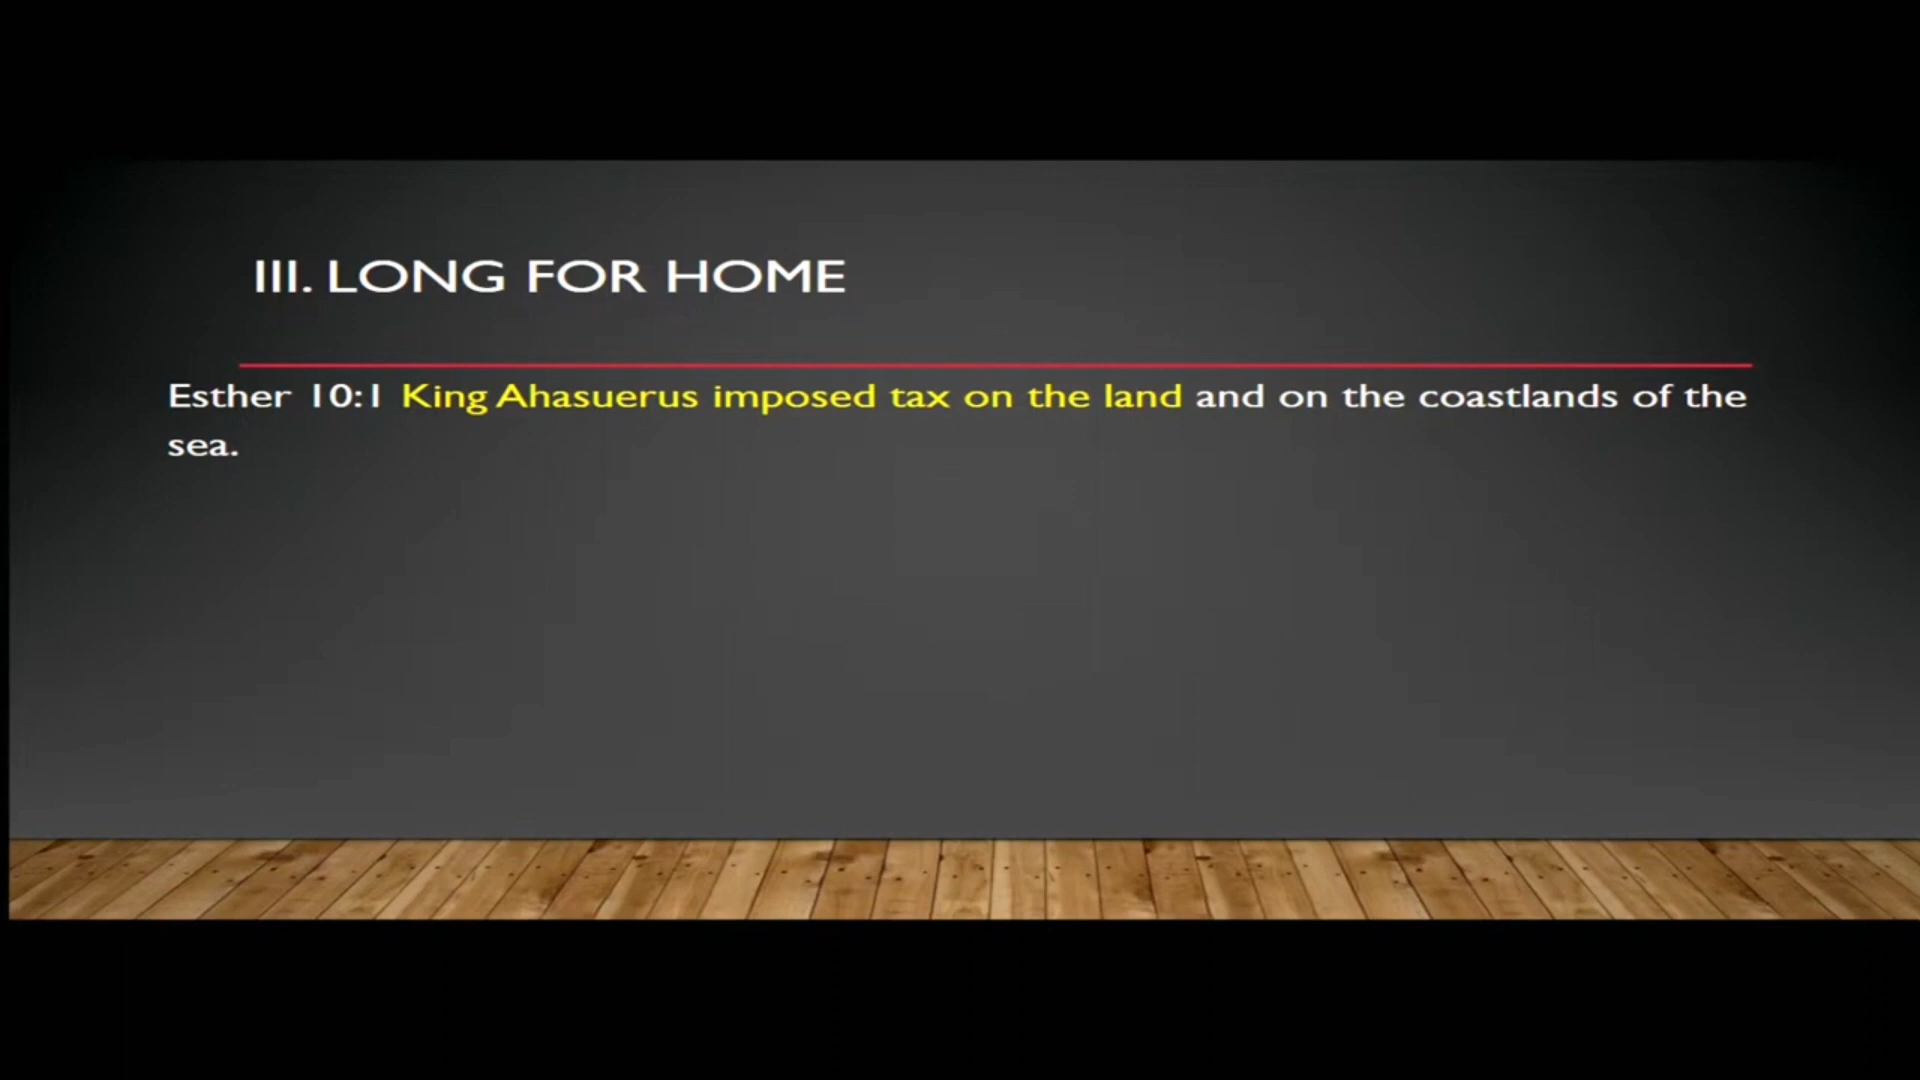 III. LONG FOR HOME
Esther 10:1 King Ahasuerus imposed tax on the land and on the coastlands of the
sea.